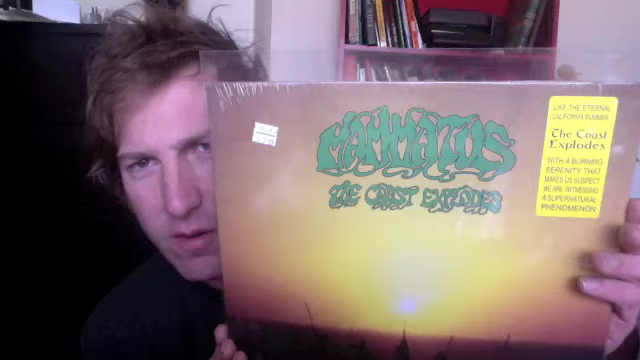 MAMMATUS
THE COAST EXPLODES
LIKE THE ETERNAL
CALIFORNIA SUMMER
The Coast
Explodes
WITH A BURNING
SERENITY THAT
MAKES US SUSPECT
WE ARE WITNESSING
A SUPERNATURAL
PHENOMENON